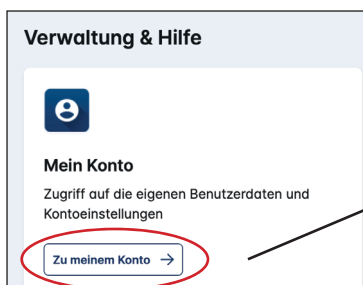 Verwaltung & Hilfe
Mein Konto
Zugriff auf die eigenen Benutzerdaten und
Kontoeinstellungen
Zu meinem Konto →